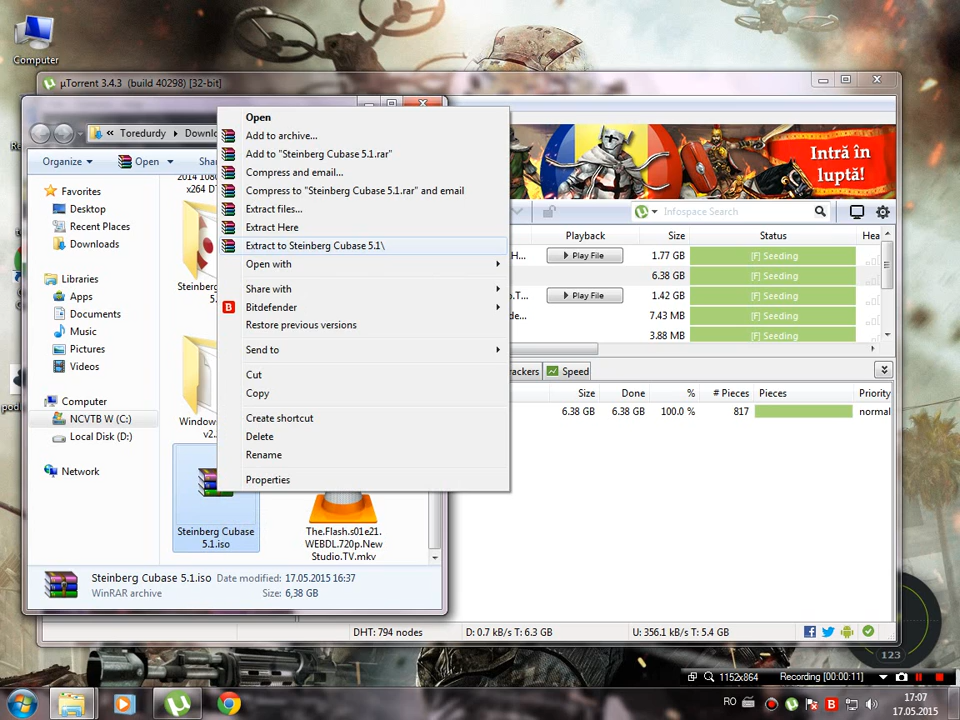 Computer
µTorrent 3.4.3 (build 40298) [32-bit]
« Toredurdy
Organize
Open
2014 1080
x264 D
Favorites
Desktop
Recent Places
Downloads
Libraries
Apps
Documents
Music
Pictures
Videos
Computer
NCVTB W (C:)
Local Disk (D:)
Network
Open
Add to archive...
Add to "Steinberg Cubase 5.1.rar"
Compress and email...
Compress to "Steinberg Cubase 5.1.rar" and email
Extract files...
Extract Here
Extract to Steinberg Cubase 5.1\
Open with
Share with
B Bitdefender
Restore previous versions
Send to
Cut
Copy
Create shortcut
Delete
Rename
Properties
Intră în
luptă!
Infospace Search
Playback Size Status Hea
H... Play File 1.77 GB [F] Seeding
6.38 GB [F] Seeding
o.T... Play File 1.42 GB [F] Seeding
de... 7.43 MB [F] Seeding
3.88 MB [F] Seeding
rackers Speed
Size Done % # Pieces Pieces Priority
6.38 GB 6.38 GB 100.0 % 817 normal
Steinberg Cubase
5.1.iso
The.Flash.s01e21.
WEBDL.720p.New
Studio.TV.mkv
Steinberg Cubase 5.1.iso Date modified: 17.05.2015 16:37
WinRAR archive Size: 6,38 GB
DHT: 794 nodes D: 0.7 kB/s T: 6.3 GB U: 356.1 kB/s T: 5.4 GB
123
1152x864 Recording [00:00:11]
RO
B
17:07
17.05.2015